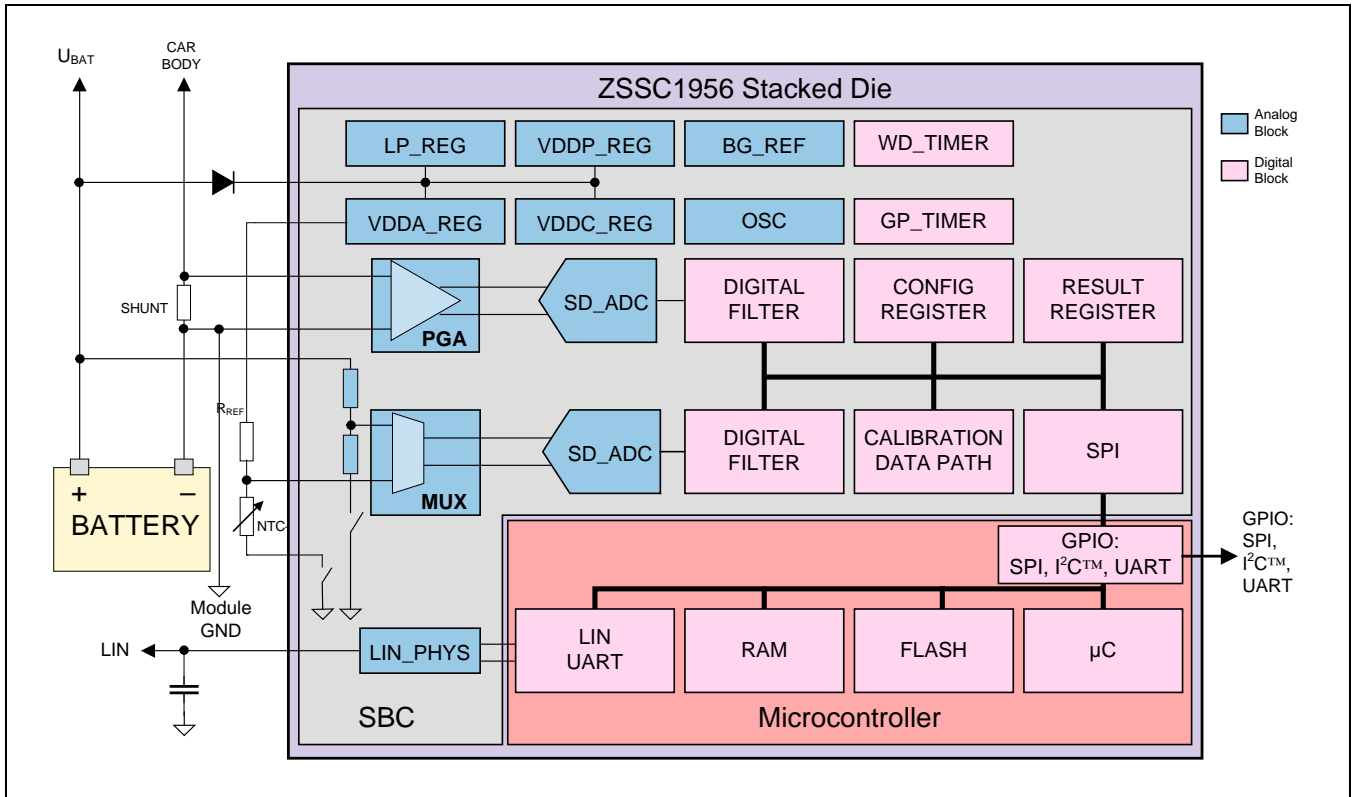 U_BAT
CAR
BODY
ZSSC1956 Stacked Die
Analog
Block
Digital
Block
LP_REG
VDDP_REG
BG_REF
WD_TIMER
VDDA_REG
VDDC_REG
OSC
GP_TIMER
SHUNT
PGA
SD_ADC
DIGITAL
FILTER
CONFIG
REGISTER
RESULT
REGISTER
R_REF
MUX
SD_ADC
DIGITAL
FILTER
CALIBRATION
DATA PATH
SPI
+ −
BATTERY
NTC
Module
GND
GPIO:
SPI, I²C™, UART
GPIO:
SPI,
I²C™,
UART
LIN
LIN_PHYS
LIN
UART
RAM
FLASH
µC
SBC
Microcontroller